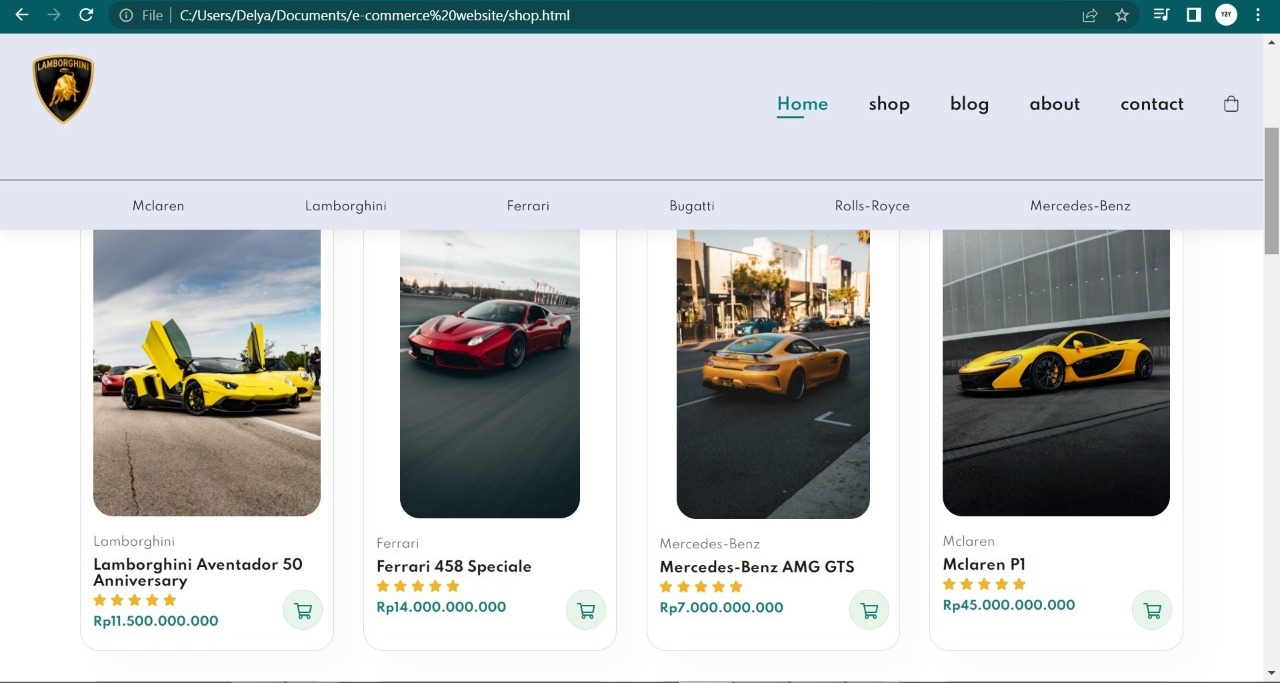 File | C:/Users/Delya/Documents/e-commerce%20website/shop.html
YZY
LAMBORGHINI
Home shop blog about contact
Mclaren Lamborghini Ferrari Bugatti Rolls-Royce Mercedes-Benz
Lamborghini
Lamborghini Aventador 50
Anniversary
Rp11.500.000.000
Ferrari
Ferrari 458 Speciale
Rp14.000.000.000
Mercedes-Benz
Mercedes-Benz AMG GTS
Rp7.000.000.000
Mclaren
Mclaren P1
Rp45.000.000.000